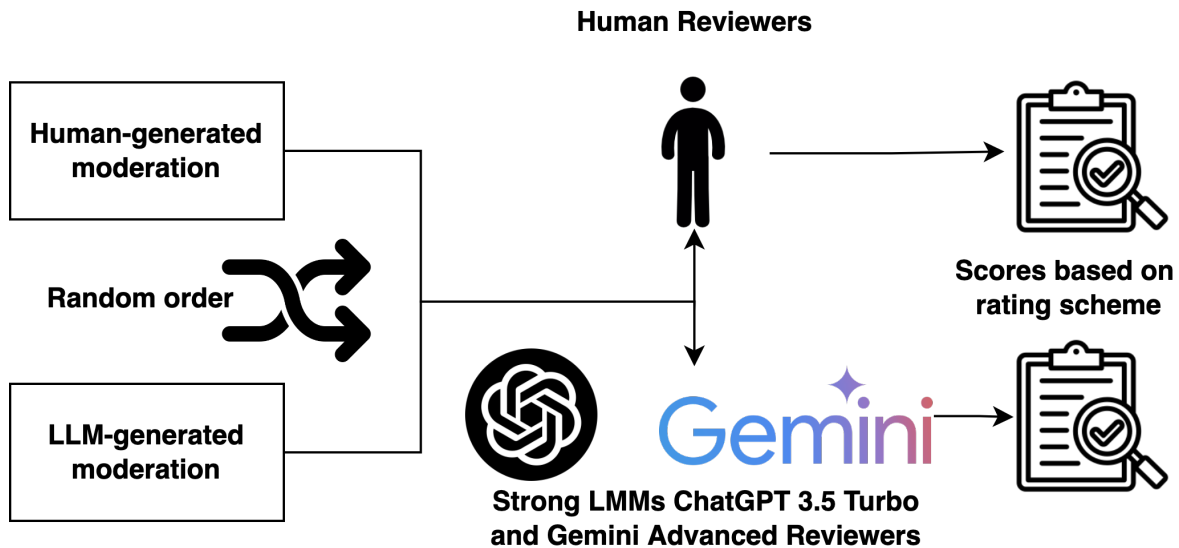 Human Reviewers
Human-generated
moderation
Random order
LLM-generated
moderation
Scores based on
rating scheme
Gemini
Strong LMMs ChatGPT 3.5 Turbo
and Gemini Advanced Reviewers